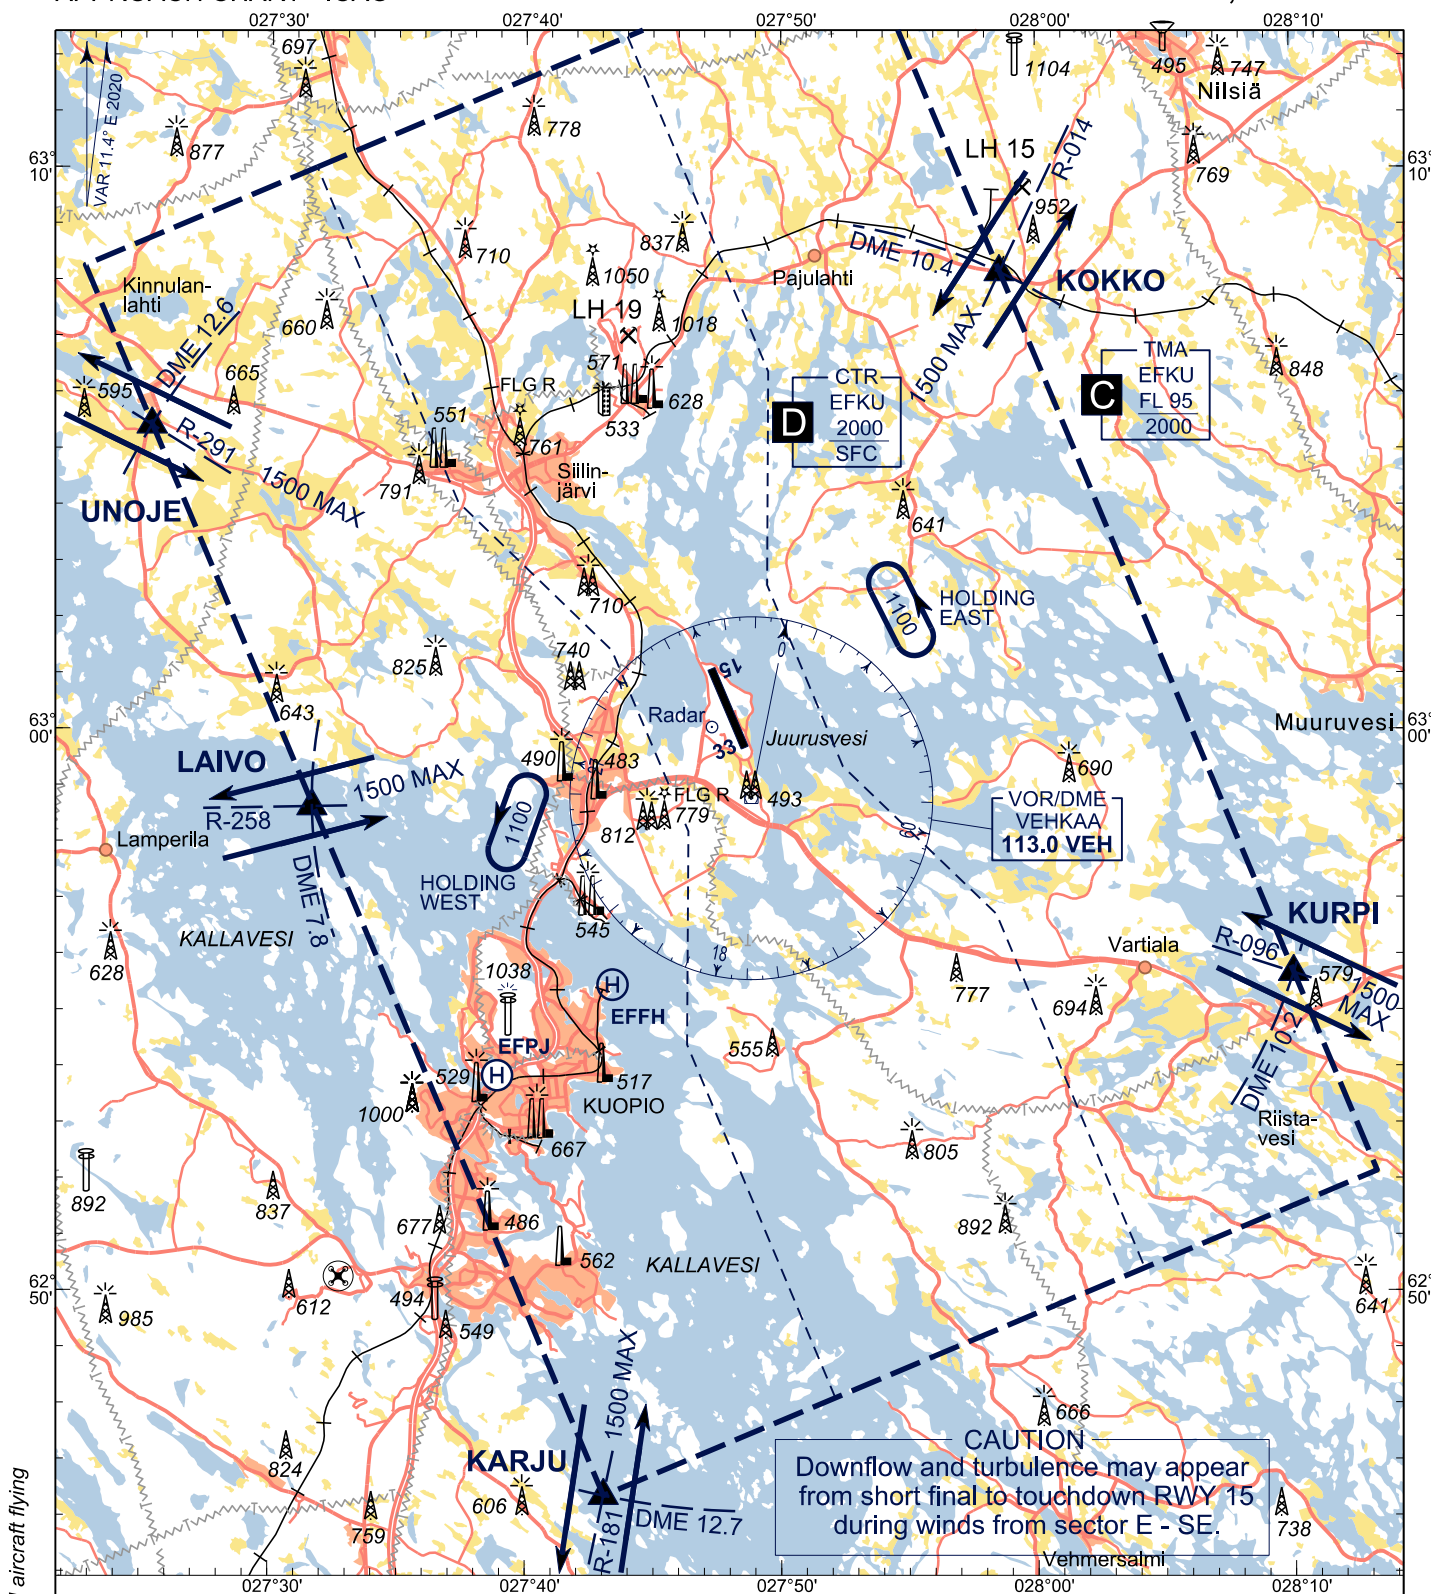 027°30'
027°40'
027°50'
028°00'
028°10'
697
1104
495
747
Nilsiä
VAR 11.4° E 2020
877
778
LH 15
R-014
769
63°
10'
63°
10'
952
710
837
1050
DME 10.4
Pajulahti
KOKKO
Kinnulan-
lahti
DME 12.6
660
LH 19
1018
1500 MAX
TMA
EFKU
FL 95
2000
C
848
595
665
FLG R
571
628
533
CTR
EFKU
2000
SFC
D
551
761
R-291
1500 MAX
791
Siilin-
järvi
UNOJE
641
710
1100
HOLDING
EAST
825
740
0
15
643
Radar
33
Juurusvesi
63°
00'
Muuruvesi
63°
00'
LAIVO
1500 MAX
490
483
690
R-258
1100
FLG R
779
493
812
VOR/DME
VEHKAA
113.0 VEH
09
Lamperila
DME 7.8
HOLDING
WEST
KURPI
545
KALLAVESI
R-096
628
18
Vartiala
579
1038
777
694
1500
MAX
EFFH
H
EFPJ
555
DME 10.2
529
H
517
1000
KUOPIO
Riista-
vesi
667
805
892
837
677
486
892
562
KALLAVESI
62°
50'
62°
50'
985
612
494
549
641
1500 MAX
666
KARJU
CAUTION
Downflow and turbulence may appear
from short final to touchdown RWY 15
during winds from sector E - SE.
824
606
759
R-181
DME 12.7
738
Vehmersalmi
aircraft flying
027°30'
027°40'
027°50'
028°00'
028°10'